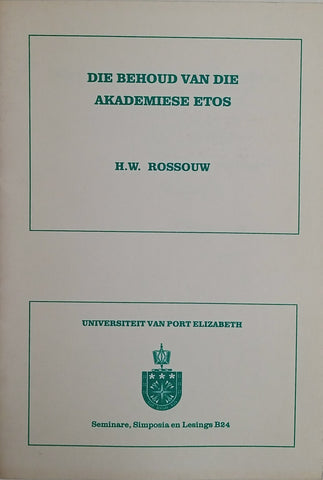 DIE BEHOUD VAN DIE
AKADEMIESE ETOS
H.W. ROSSOUW
UNIVERSITEIT VAN PORT ELIZABETH
Seminare, Simposia en Lesings B24